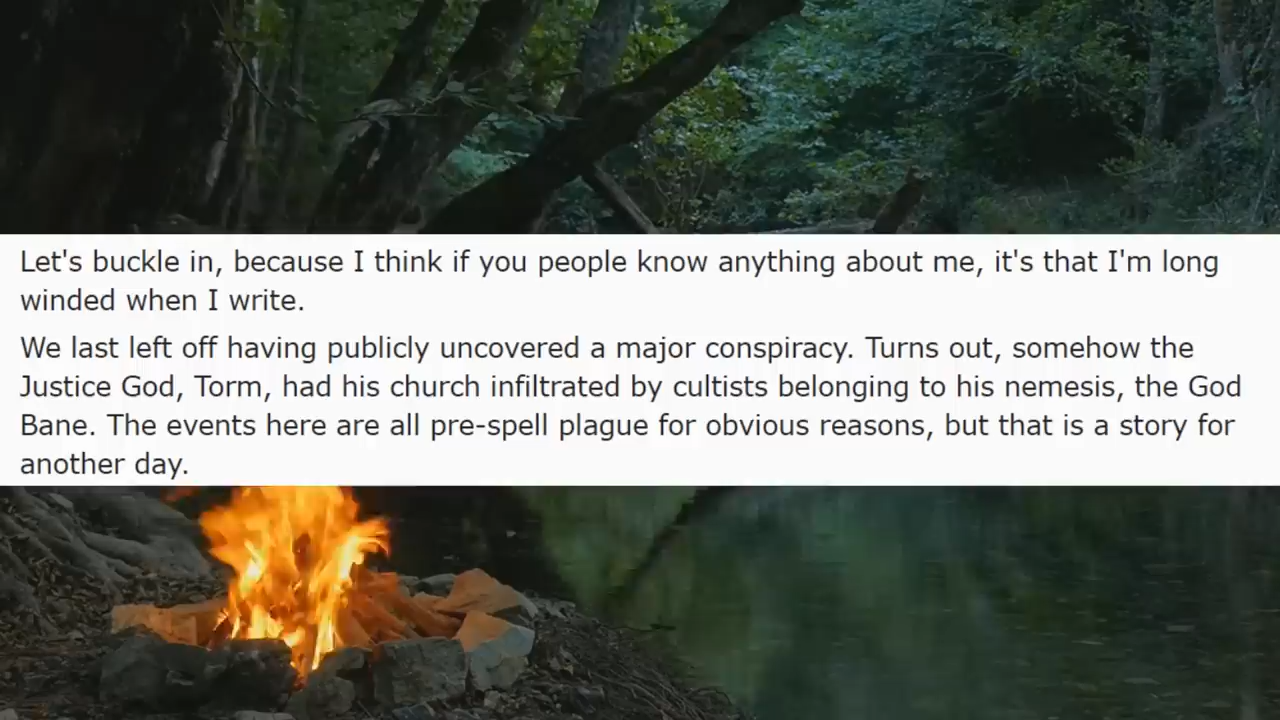 Let's buckle in, because I think if you people know anything about me, it's that I'm long
winded when I write.
We last left off having publicly uncovered a major conspiracy. Turns out, somehow the
Justice God, Torm, had his church infiltrated by cultists belonging to his nemesis, the God
Bane. The events here are all pre-spell plague for obvious reasons, but that is a story for
another day.